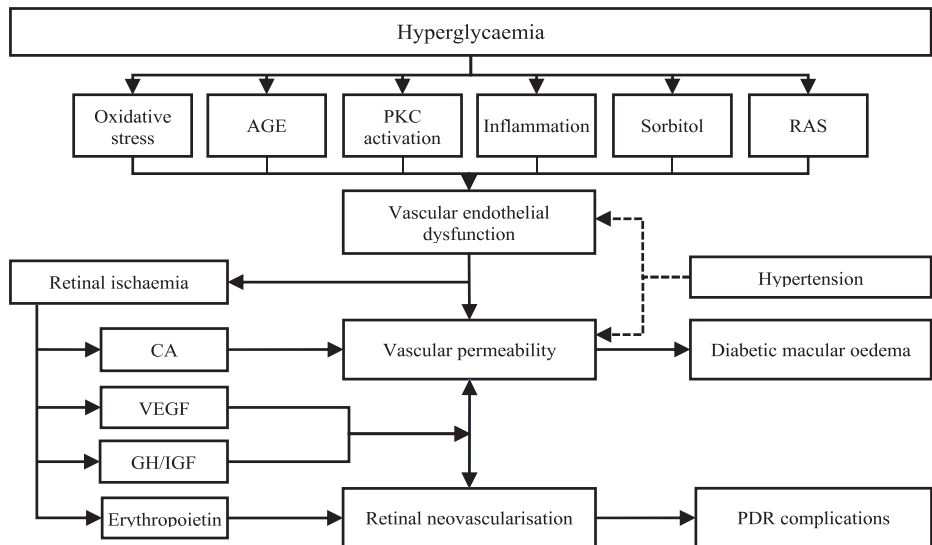 Hyperglycaemia
Oxidative
stress
AGE
PKC
activation
Inflammation
Sorbitol
RAS
Vascular endothelial
dysfunction
Retinal ischaemia
Hypertension
CA
Vascular permeability
Diabetic macular oedema
VEGF
GH/IGF
Erythropoietin
Retinal neovascularisation
PDR complications